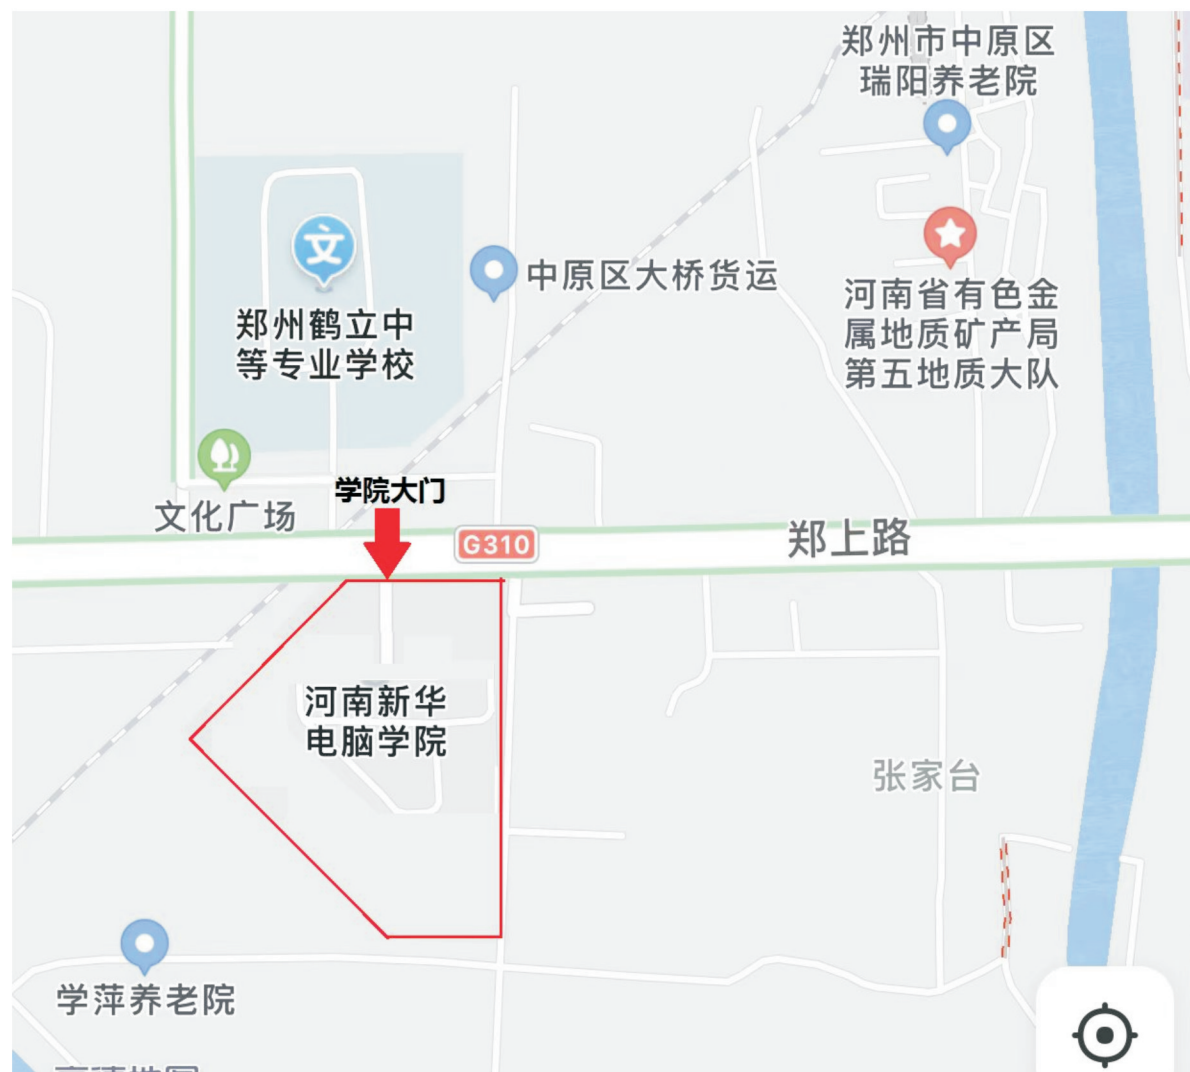 郑州市中原区
瑞阳养老院
文
中原区大桥货运
河南省有色金
属地质矿产局
第五地质大队
郑州鹤立中
等专业学校
文化广场
学院大门
G310
郑上路
河南新华
电脑学院
张家台
学萍养老院